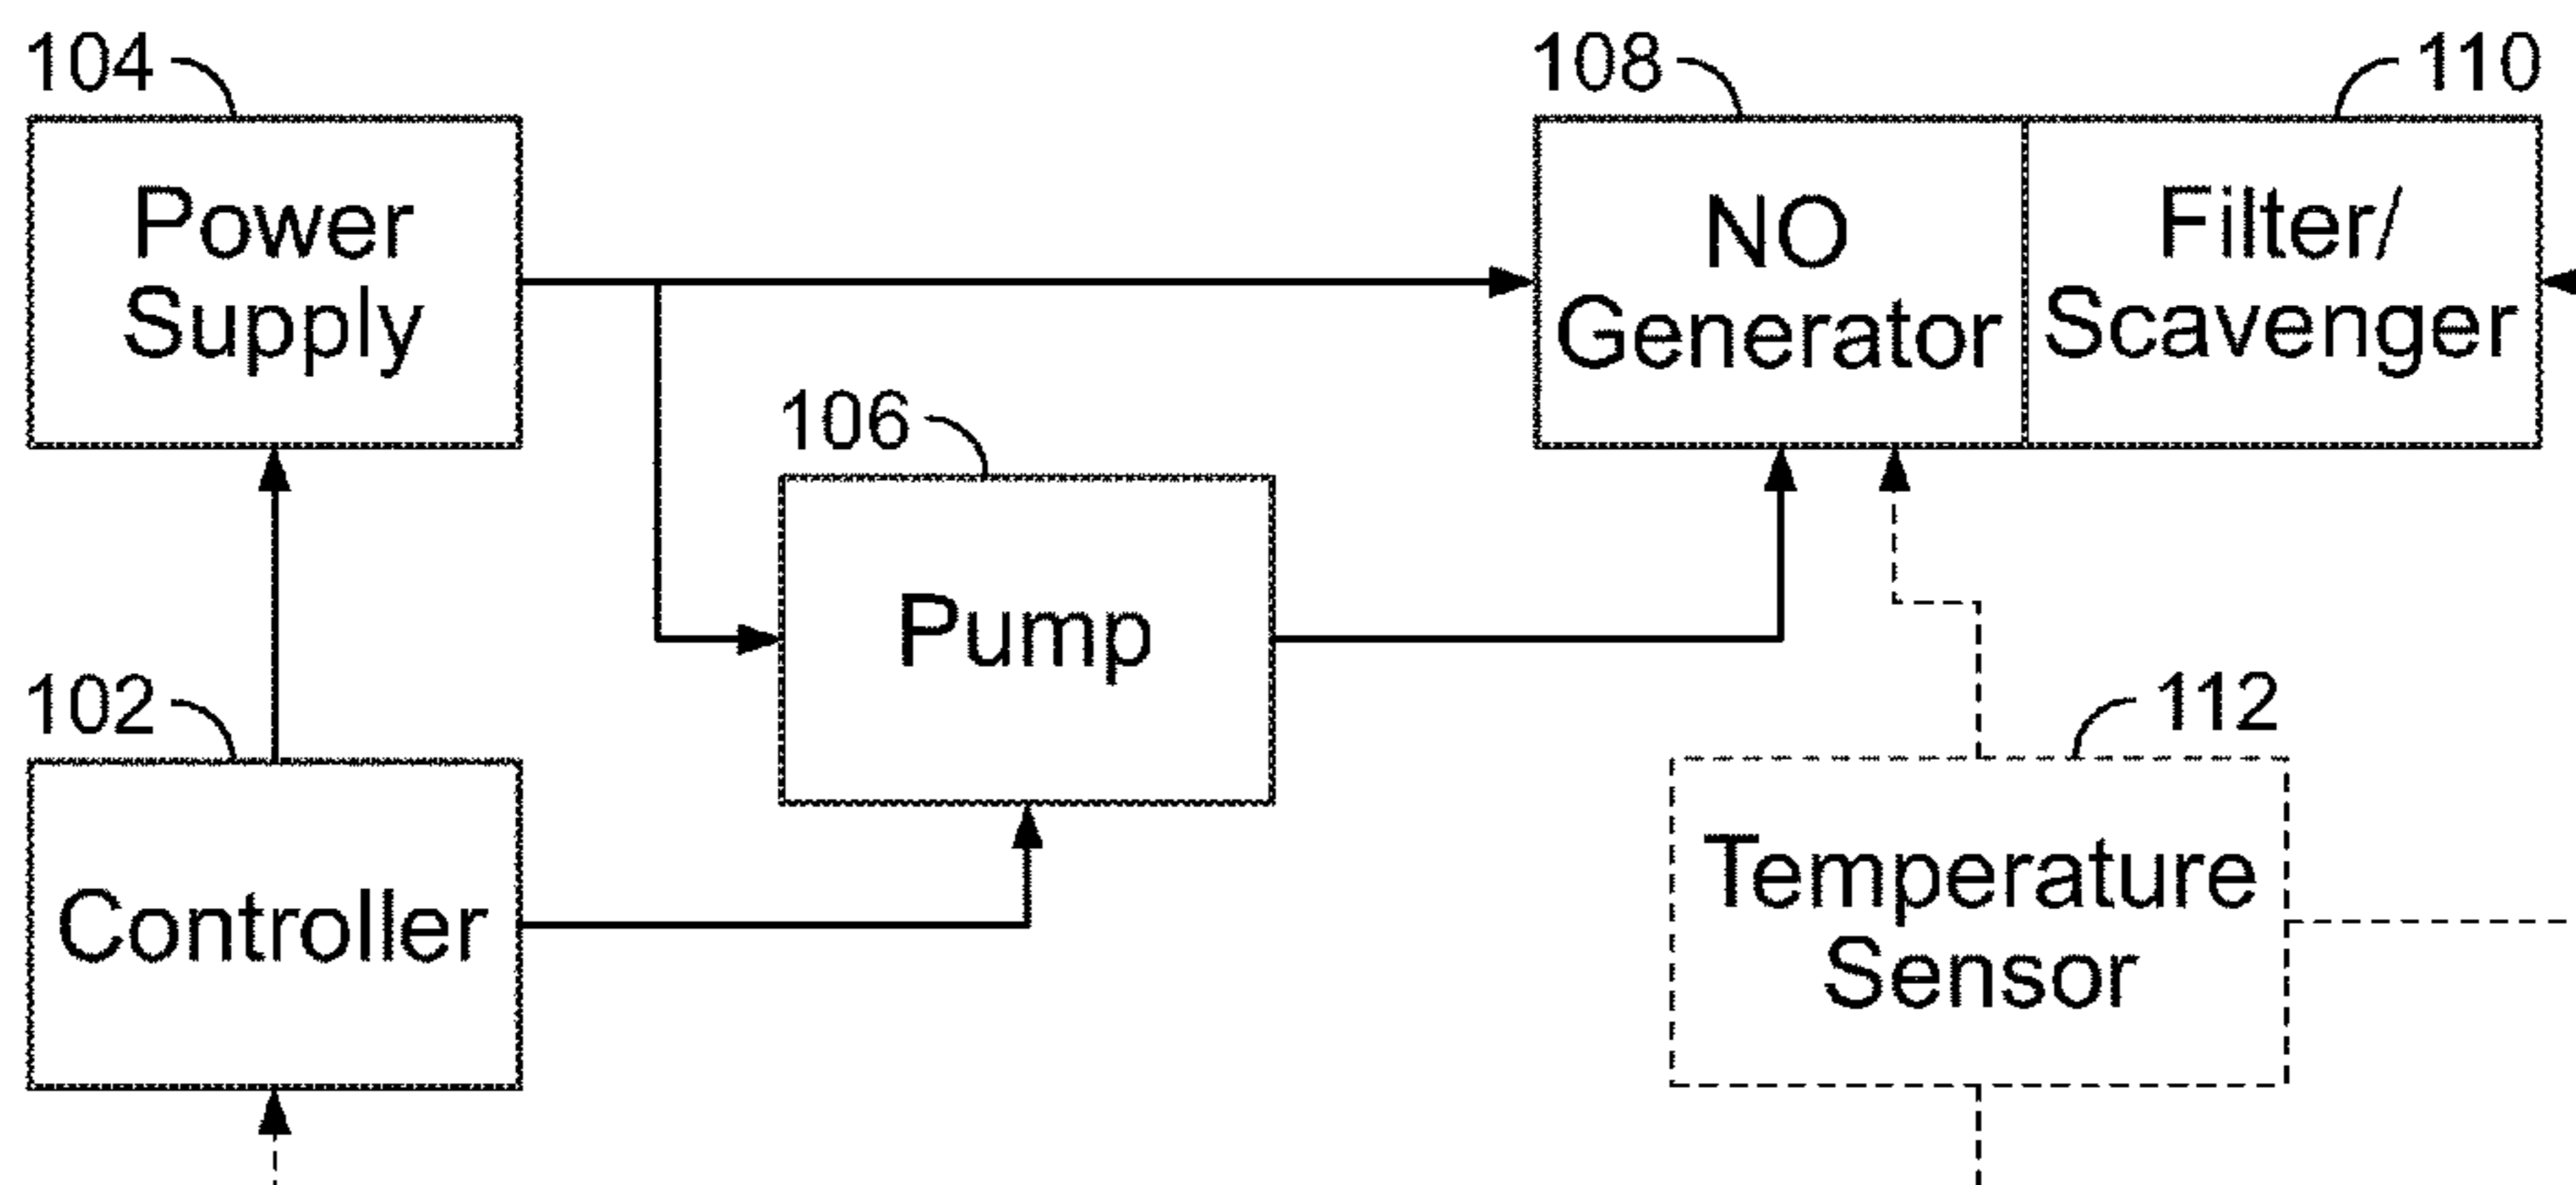 104
Power
Supply
108
NO
Generator
110
Filter/
Scavenger
106
Pump
102
Controller
112
Temperature
Sensor